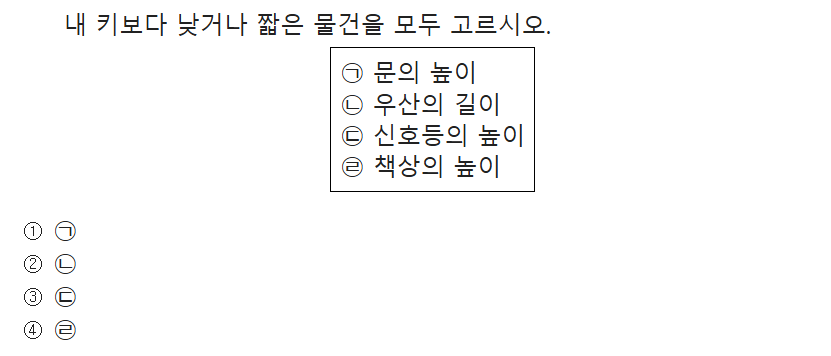 내 키보다 낮거나 짧은 물건을 모두 고르시오.
㉠ 문의 높이
㉡ 우산의 길이
㉢ 신호등의 높이
㉣ 책상의 높이
① ㉠
② ㉡
③ ㉢
④ ㉣